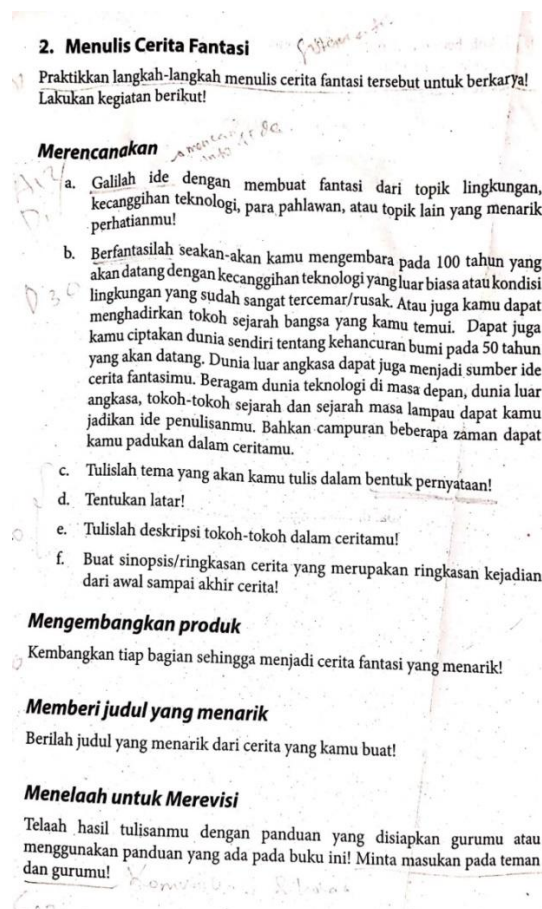 2. Menulis Cerita Fantasi
Praktikkan langkah-langkah menulis cerita fantasi tersebut untuk berkarya!
Lakukan kegiatan berikut!
Merencanakan
a. Galilah ide dengan membuat fantasi dari topik lingkungan,
kecanggihan teknologi, para pahlawan, atau topik lain yang menarik
perhatianmu!
b. Berfantasilah seakan-akan kamu mengembara pada 100 tahun yang
akan datang dengan kecanggihan teknologi yang luar biasa atau kondisi
lingkungan yang sudah sangat tercemar/rusak. Atau juga kamu dapat
menghadirkan tokoh sejarah bangsa yang kamu temui. Dapat juga
kamu ciptakan dunia sendiri tentang kehancuran bumi pada 50 tahun
yang akan datang. Dunia luar angkasa dapat juga menjadi sumber ide
cerita fantasimu. Beragam dunia teknologi di masa depan, dunia luar
angkasa, tokoh-tokoh sejarah dan sejarah masa lampau dapat kamu
jadikan ide penulisanmu. Bahkan campuran beberapa zaman dapat
kamu padukan dalam ceritamu.
c. Tulislah tema yang akan kamu tulis dalam bentuk pernyataan!
d. Tentukan latar!
e. Tulislah deskripsi tokoh-tokoh dalam ceritamu!
f. Buat sinopsis/ringkasan cerita yang merupakan ringkasan kejadian
dari awal sampai akhir cerita!
Mengembangkan produk
Kembangkan tiap bagian sehingga menjadi cerita fantasi yang menarik!
Memberi judul yang menarik
Berilah judul yang menarik dari cerita yang kamu buat!
Menelaah untuk Merevisi
Telaah hasil tulisanmu dengan panduan yang disiapkan gurumu atau
menggunakan panduan yang ada pada buku ini! Minta masukan pada teman
dan gurumu!